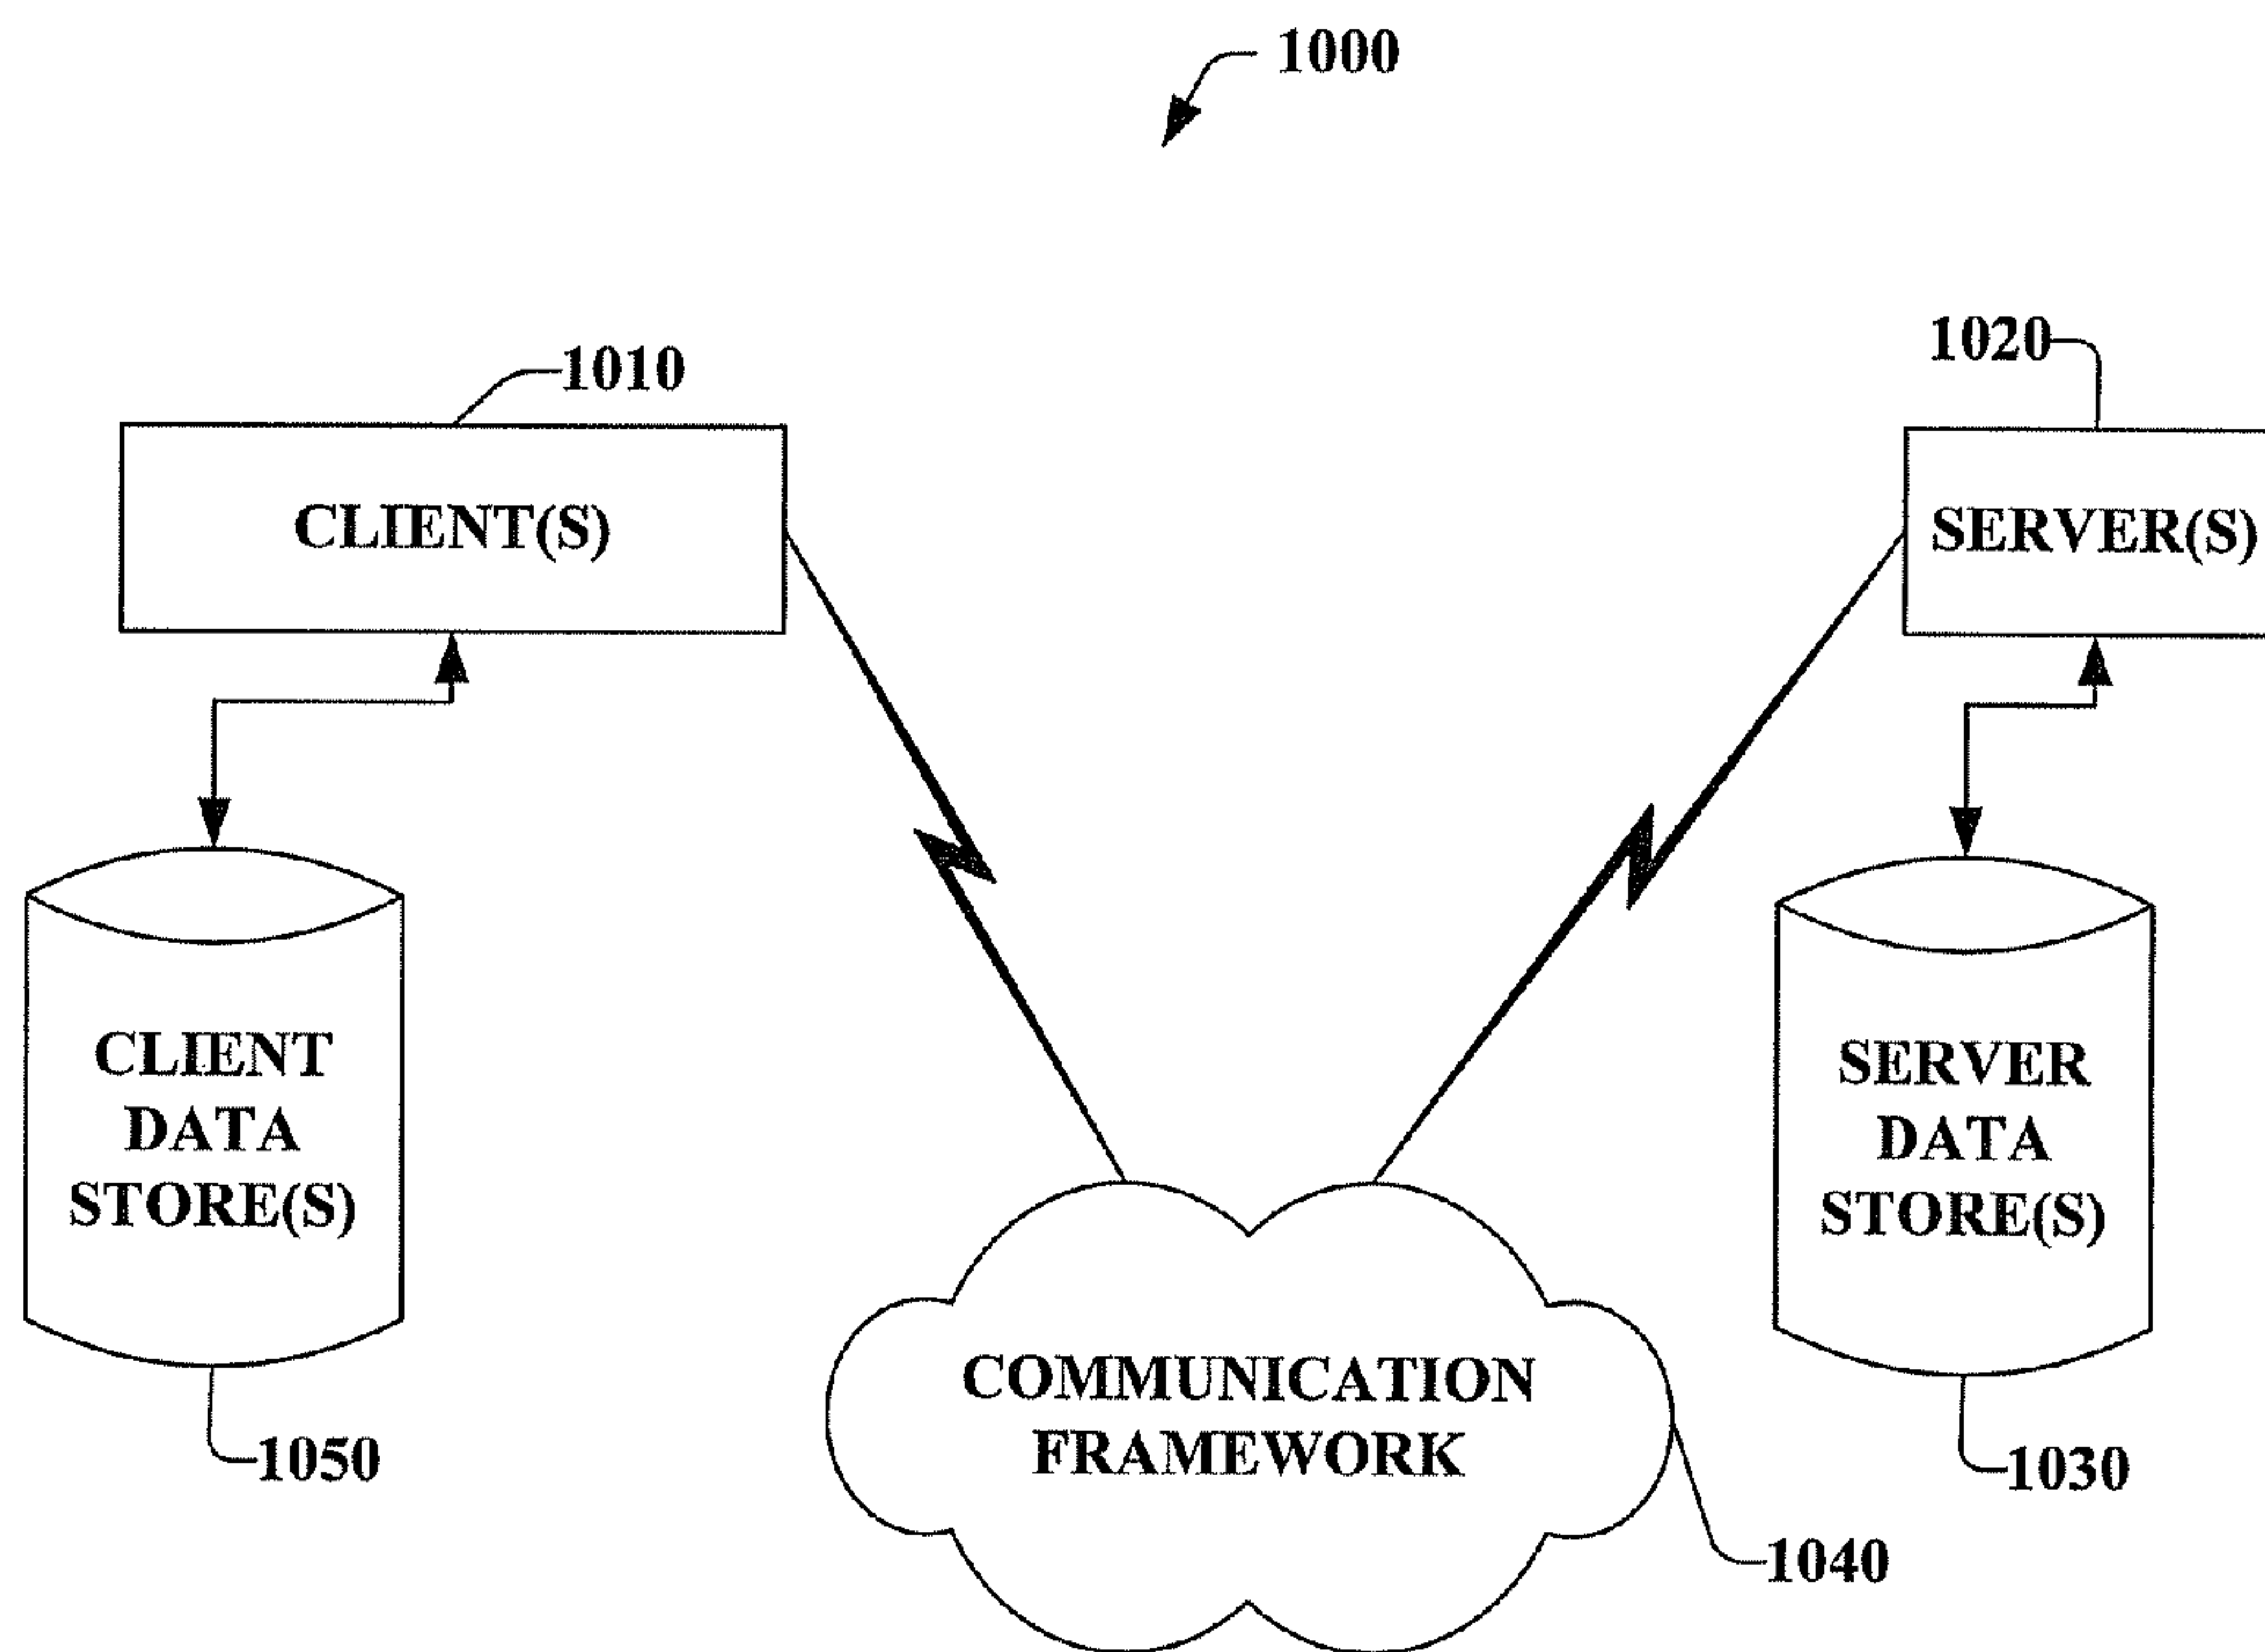 1000
1010
1020
CLIENT(S)
SERVER(S)
CLIENT
DATA
STORE(S)
SERVER
DATA
STORE(S)
COMMUNICATION
FRAMEWORK
1050
1030
1040